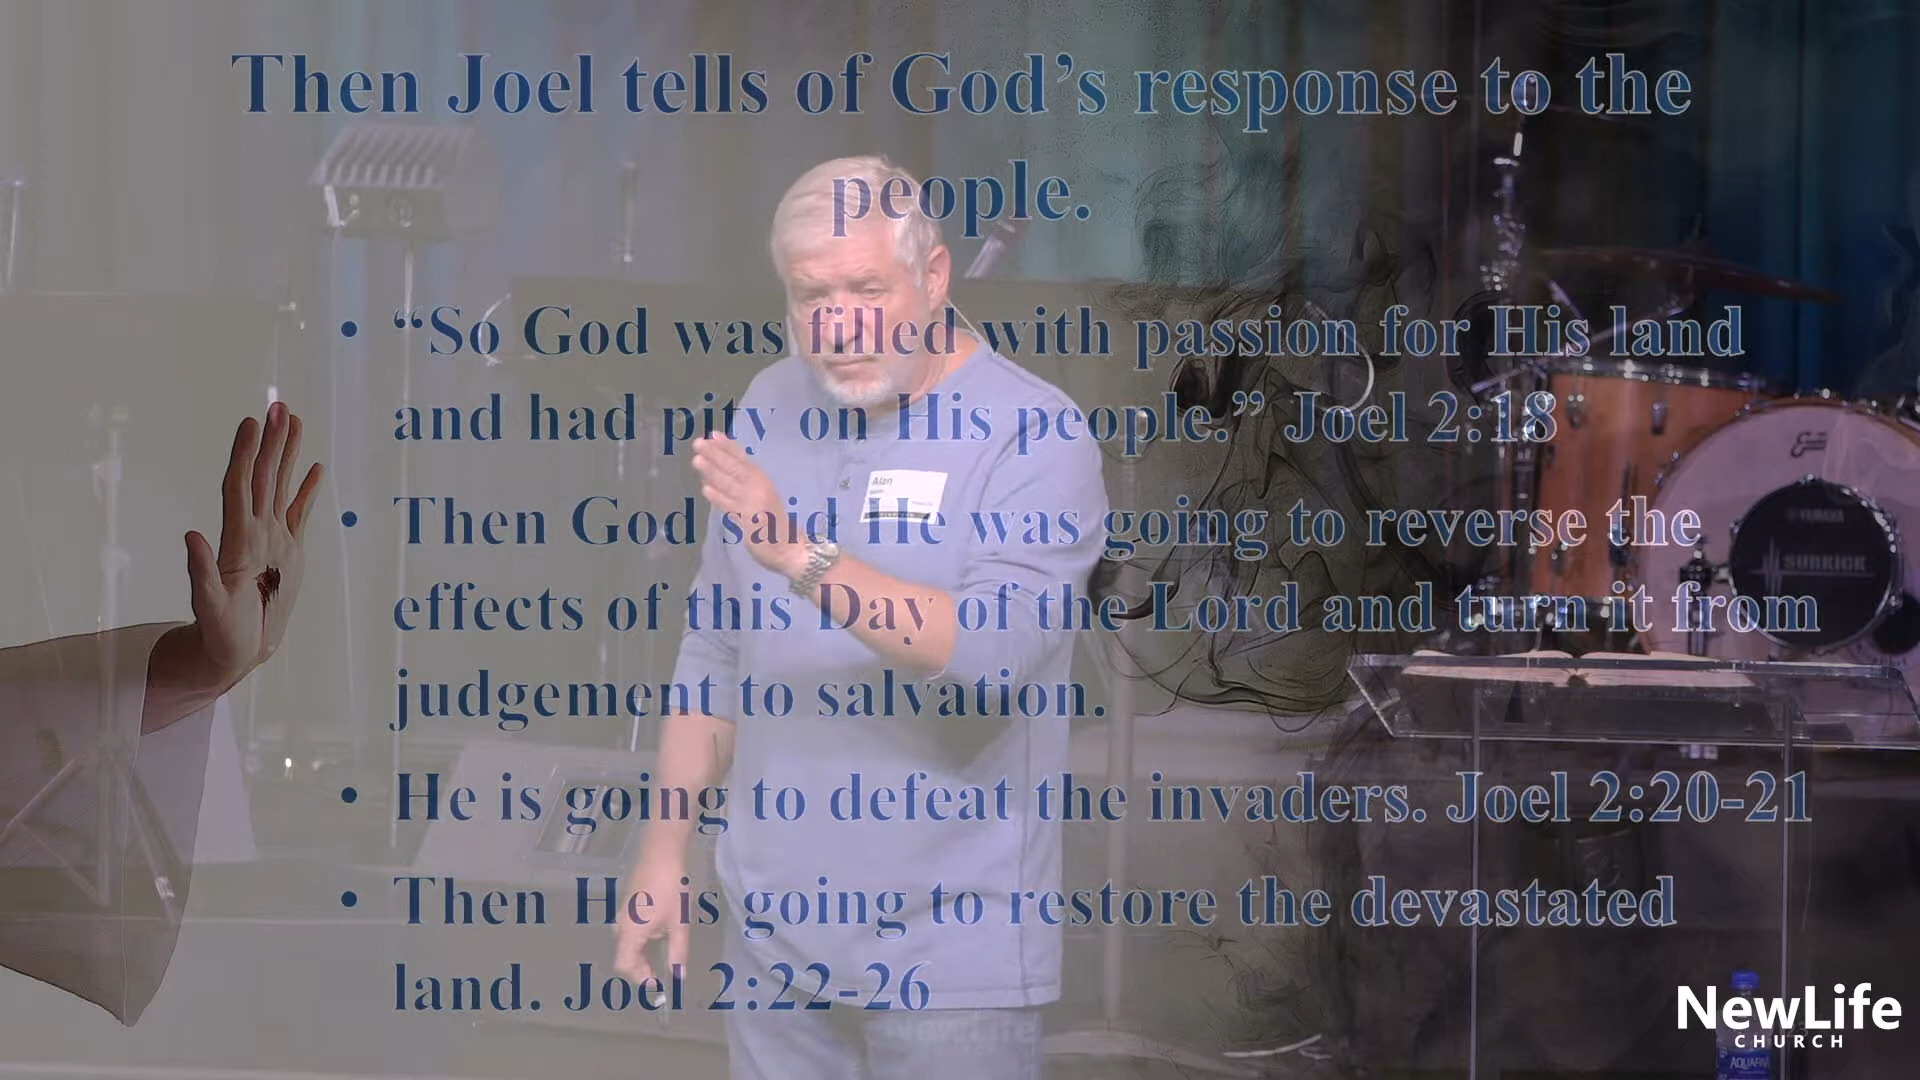 Then Joel tells of God’s response to the
people.
• “So God was filled with passion for His land
and had pity on His people.” Joel 2:18
• Then God said He was going to reverse the
effects of this Day of the Lord and turn it from
judgement to salvation.
• He is going to defeat the invaders. Joel 2:20-21
• Then He is going to restore the devastated
land. Joel 2:22-26
Alan
YAMAHA
SUBKICK
NewLife
CHURCH